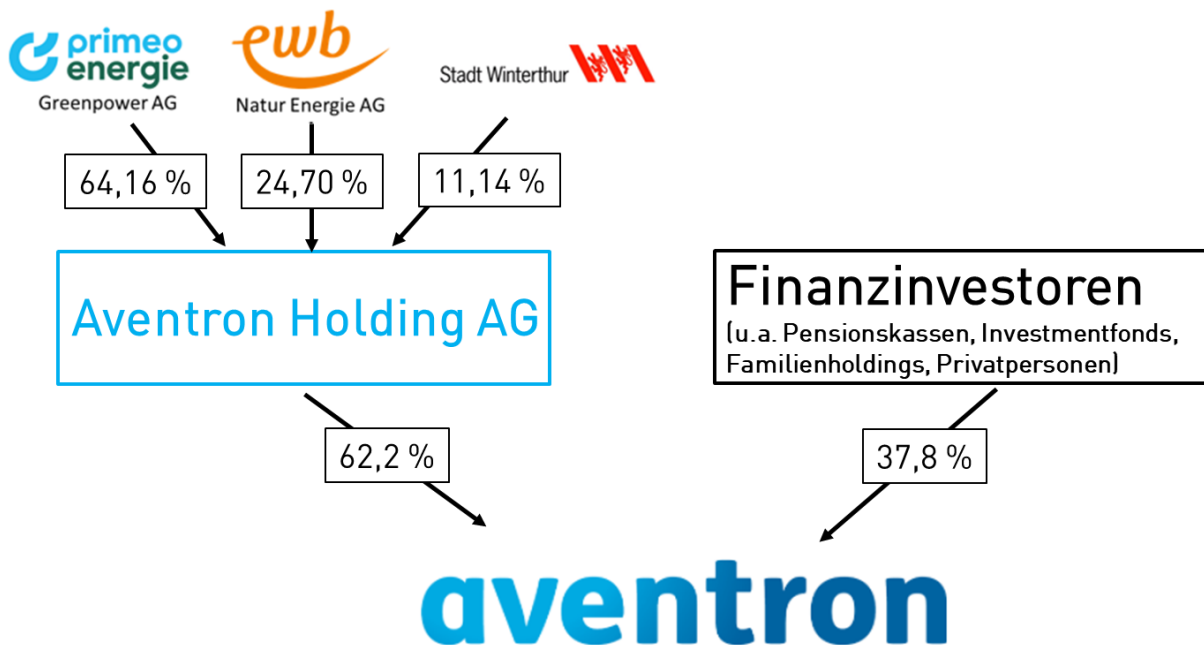 primeo
energie
Greenpower AG
ewb
Natur Energie AG
Stadt Winterthur
64,16 %
24,70 %
11,14 %
Aventron Holding AG
Finanzinvestoren
(u.a. Pensionskassen, Investmentfonds,
Familienholdings, Privatpersonen)
62,2 %
37,8 %
aventron